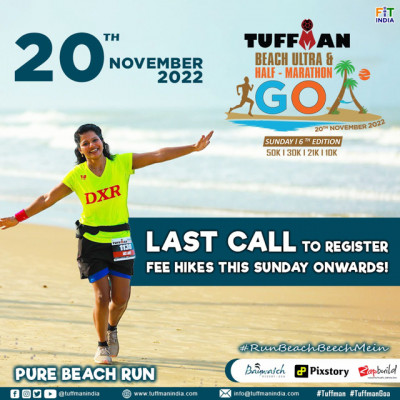 FiT
INDIA
20TH
NOVEMBER
2022
TUFFMAN
BEACH ULTRA &
HALF - MARATHON
GOA
20TH NOVEMBER 2022
SUNDAY | 6TH EDITION
50K | 30K | 21K | 10K
DXR
LAST CALL TO REGISTER
FEE HIKES THIS SUNDAY ONWARDS!
#RunBeachBeechMein
PURE BEACH RUN
Baywatch
Pixstory
@tuffmanindia
www.tuffmanindia.com
/tuffmanindia
#Tuffman #TuffmanGoa